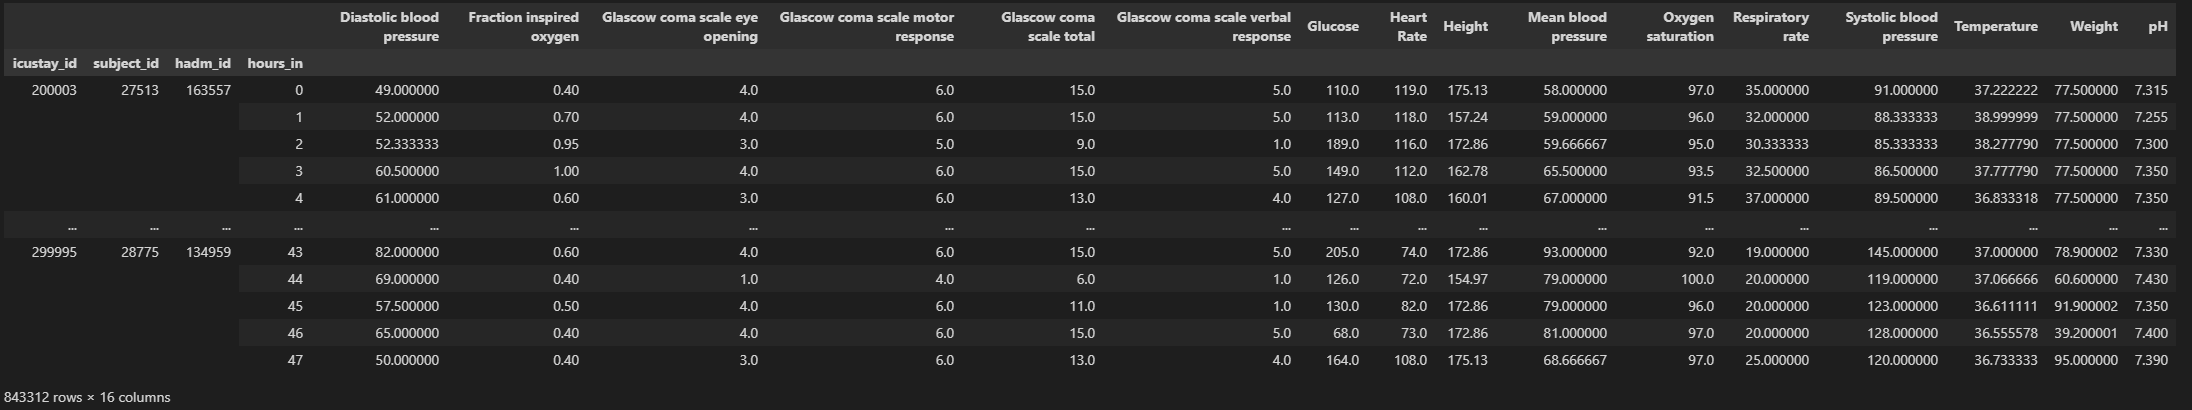 Diastolic blood pressure Fraction inspired oxygen Glascow coma scale eye opening Glascow coma scale motor response Glascow coma scale total Glascow coma scale verbal response Glucose Heart Rate Height Mean blood pressure Oxygen saturation Respiratory rate Systolic blood pressure Temperature Weight pH
icustay_id subject_id hadm_id hours_in
200003 27513 163557 0 49.000000 0.40 4.0 6.0 15.0 5.0 110.0 119.0 175.13 58.000000 97.0 35.000000 91.000000 37.222222 77.500000 7.315
1 52.000000 0.70 4.0 6.0 15.0 5.0 113.0 118.0 157.24 59.000000 96.0 32.000000 88.333333 38.999999 77.500000 7.255
2 52.333333 0.95 3.0 5.0 9.0 1.0 189.0 116.0 172.86 59.666667 95.0 30.333333 85.333333 38.277790 77.500000 7.300
3 60.500000 1.00 4.0 6.0 15.0 5.0 149.0 112.0 162.78 65.500000 93.5 32.500000 86.500000 37.777790 77.500000 7.350
4 61.000000 0.60 3.0 6.0 13.0 4.0 127.0 108.0 160.01 67.000000 91.5 37.000000 89.500000 36.833318 77.500000 7.350
... ... ... ... ... ... ... ... ... ... ... ... ... ... ... ... ... ... ... ...
299995 28775 134959 43 82.000000 0.60 4.0 6.0 15.0 5.0 205.0 74.0 172.86 93.000000 92.0 19.000000 145.000000 37.000000 78.900002 7.330
44 69.000000 0.40 1.0 4.0 6.0 1.0 126.0 72.0 154.97 79.000000 100.0 20.000000 119.000000 37.066666 60.600000 7.430
45 57.500000 0.50 4.0 6.0 11.0 1.0 130.0 82.0 172.86 79.000000 96.0 20.000000 123.000000 36.611111 91.900002 7.350
46 65.000000 0.40 4.0 6.0 15.0 5.0 68.0 73.0 172.86 81.000000 97.0 20.000000 128.000000 36.555578 39.200001 7.400
47 50.000000 0.40 3.0 6.0 13.0 4.0 164.0 108.0 175.13 68.666667 97.0 25.000000 120.000000 36.733333 95.000000 7.390
843312 rows × 16 columns